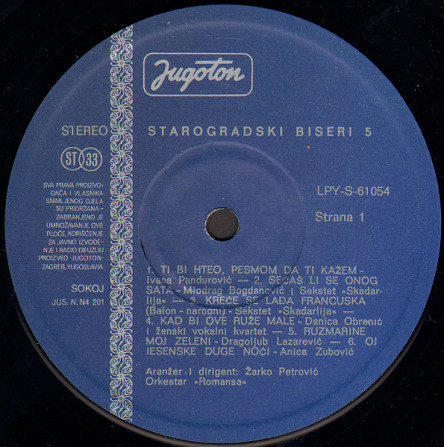 Jugoton
STEREO
STAROGRADSKI BISERI 5
ST 33
LPY-S-61054
Strana 1
SVA PRAVA PROIZVO-
ĐAČA I VLASNIKA
SNIMLJENOG DJELA
SU PRIDRŽANA -
ZABRANJENO JE
UMNOŽAVANJE OVE
PLOČE, KORIŠĆENJE
ZA JAVNO IZVOĐE-
NJE I RADIO DIFUZIJU
PROIZVEO »JUGOTON«
ZAGREB, YUGOSLAVIA
SOKOJ
JUS. N.N4 201
1. TI BI HTEO, PESMOM DA TI KAŽEM -
Ivana Pandurović — 2. SEĆAŠ LI SE ONOG
SATA - Miodrag Bogdanović i Sekstet »Skadar-
lija« — 3. KREĆE SE LAĐA FRANCUSKA
(Balon - narodni) - Sekstet »Skadarlija« —
4. KAD BI OVE RUŽE MALE - Danica Obrenić
i ženski vokalni kvartet — 5. RUZMARINE
MOJ ZELENI - Dragoljub Lazarević — 6. OJ
JESENSKE DUGE NOĆI - Anica Zubović
Aranžer i dirigent: Žarko Petrović
Orkestar »Romansa«